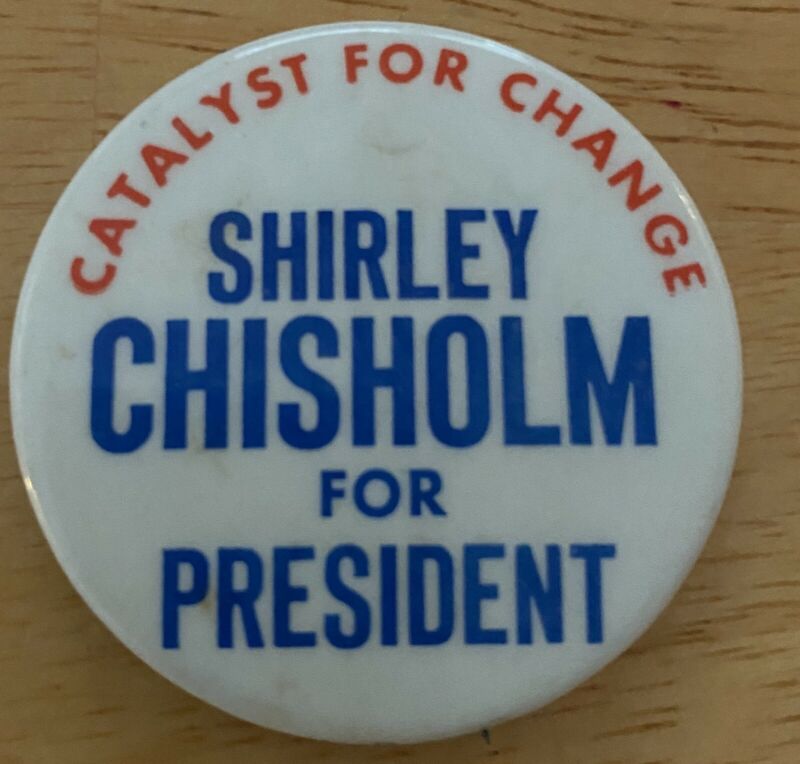 CATALYST FOR CHANGE
SHIRLEY
CHISHOLM
FOR
PRESIDENT